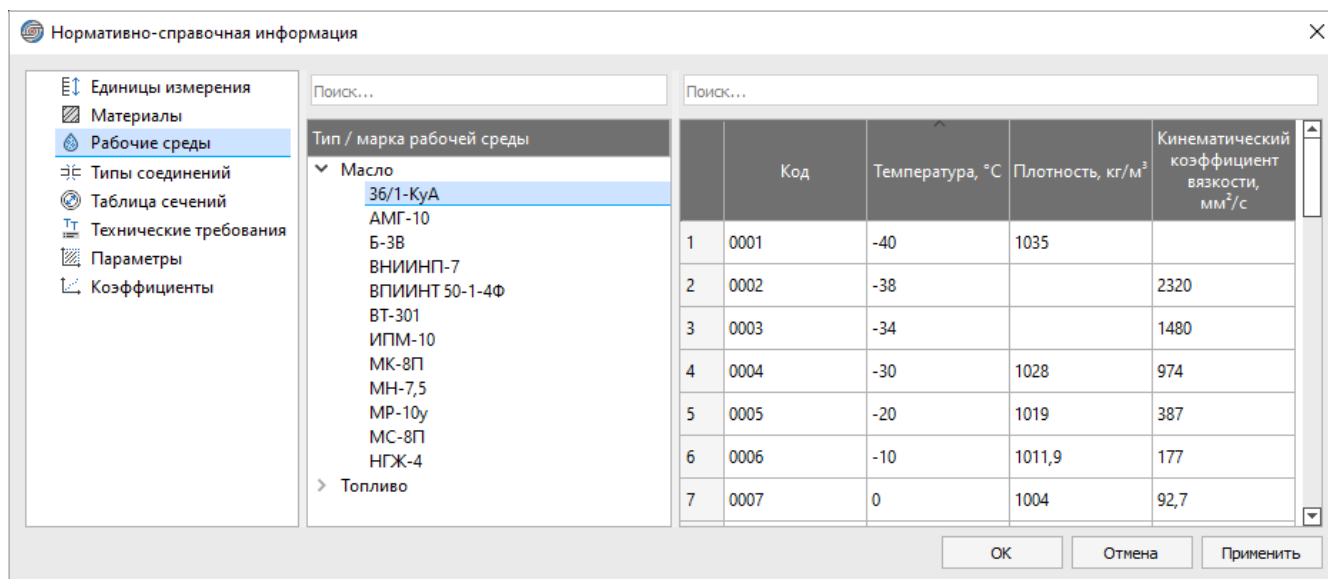 Нормативно-справочная информация
Единицы измерения
Материалы
Рабочие среды
Типы соединений
Таблица сечений
Технические требования
Параметры
Коэффициенты
Поиск...
Тип / марка рабочей среды
Масло
36/1-КуА
АМГ-10
Б-3В
ВНИИНП-7
ВПИИНТ 50-1-4Ф
ВТ-301
ИПМ-10
МК-8П
МН-7,5
МР-10у
МС-8П
НГЖ-4
Топливо
Поиск...
Код Температура, °C Плотность, кг/м³ Кинематический
коэффициент
вязкости,
мм²/с
1 0001 -40 1035
2 0002 -38 2320
3 0003 -34 1480
4 0004 -30 1028 974
5 0005 -20 1019 387
6 0006 -10 1011,9 177
7 0007 0 1004 92,7
ОК Отмена Применить